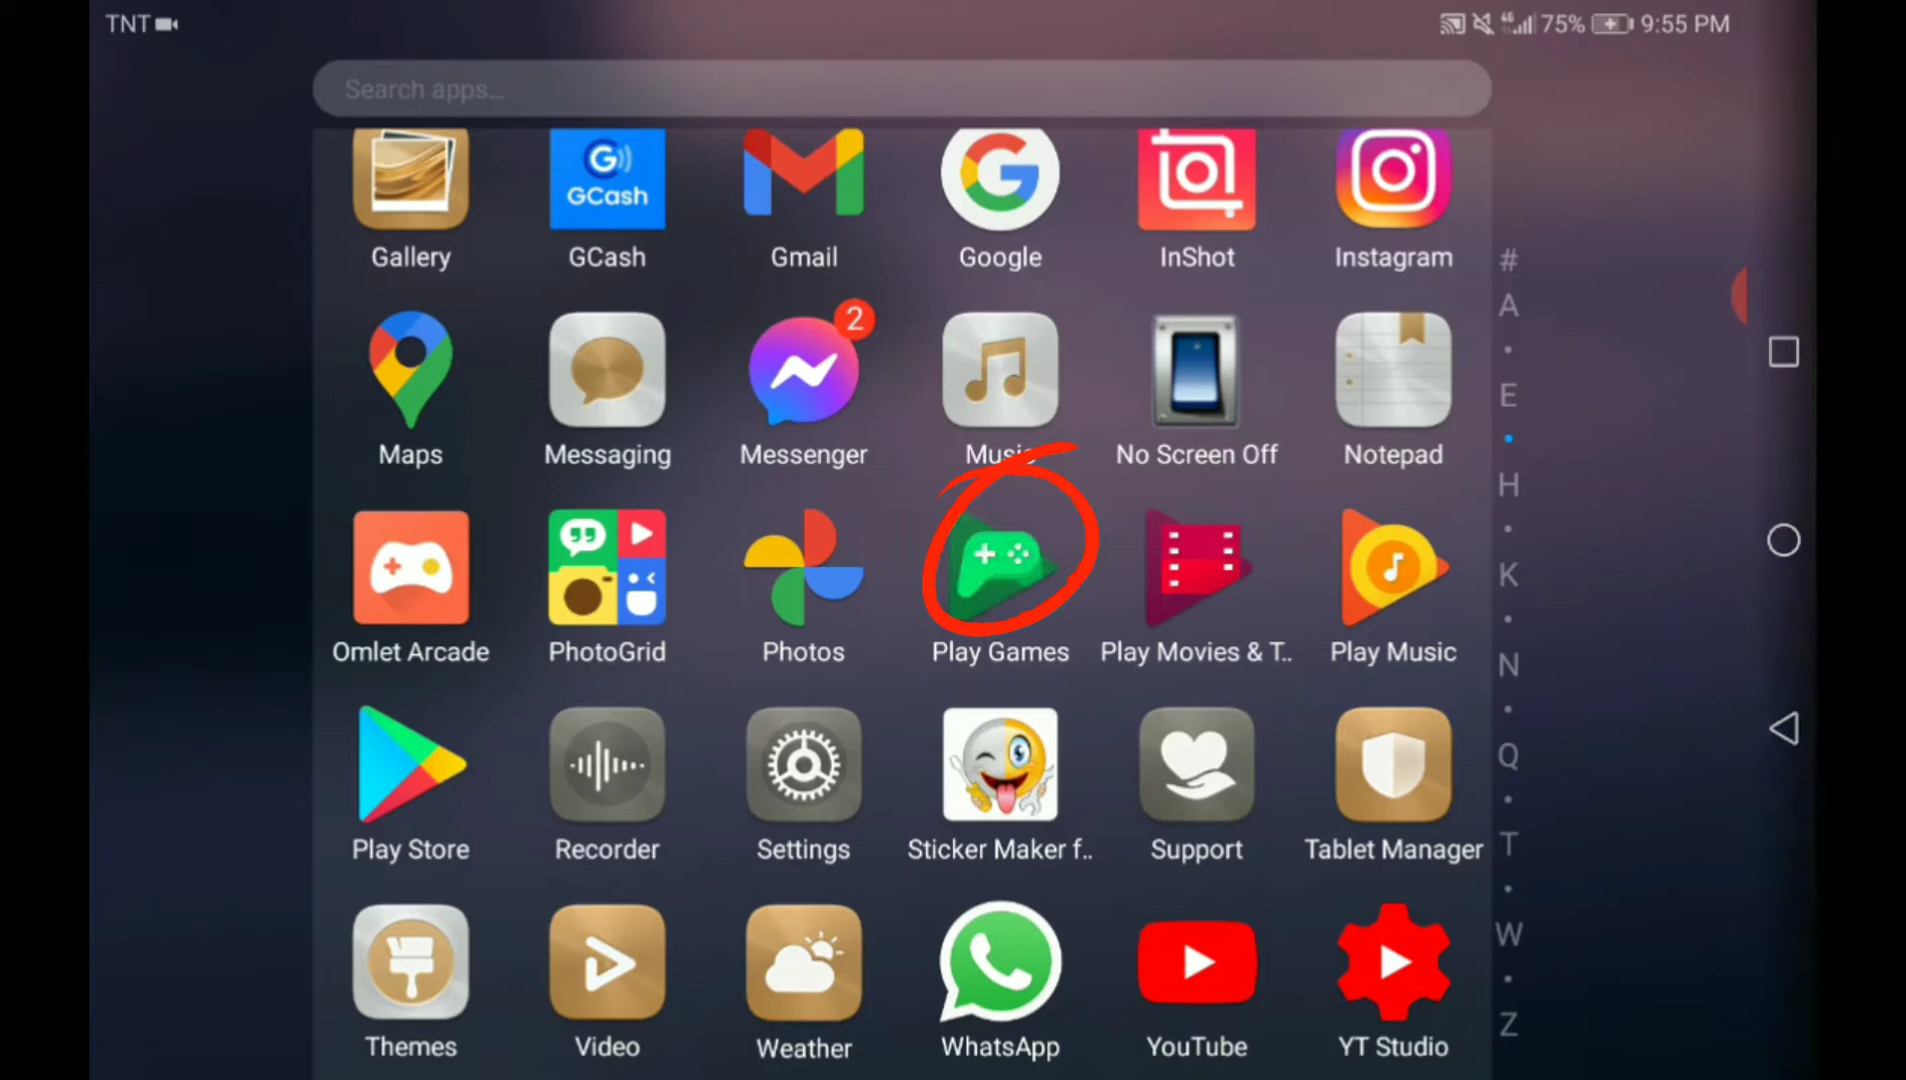 TNT
4G 75% 9:55 PM
Search apps...
GCash
Gallery GCash Gmail Google InShot Instagram
#
A
2
E
Maps Messaging Messenger Music No Screen Off Notepad
H
K
Omlet Arcade PhotoGrid Photos Play Games Play Movies & T.. Play Music
N
Q
Play Store Recorder Settings Sticker Maker f.. Support Tablet Manager
T
W
Z
Themes Video Weather WhatsApp YouTube YT Studio